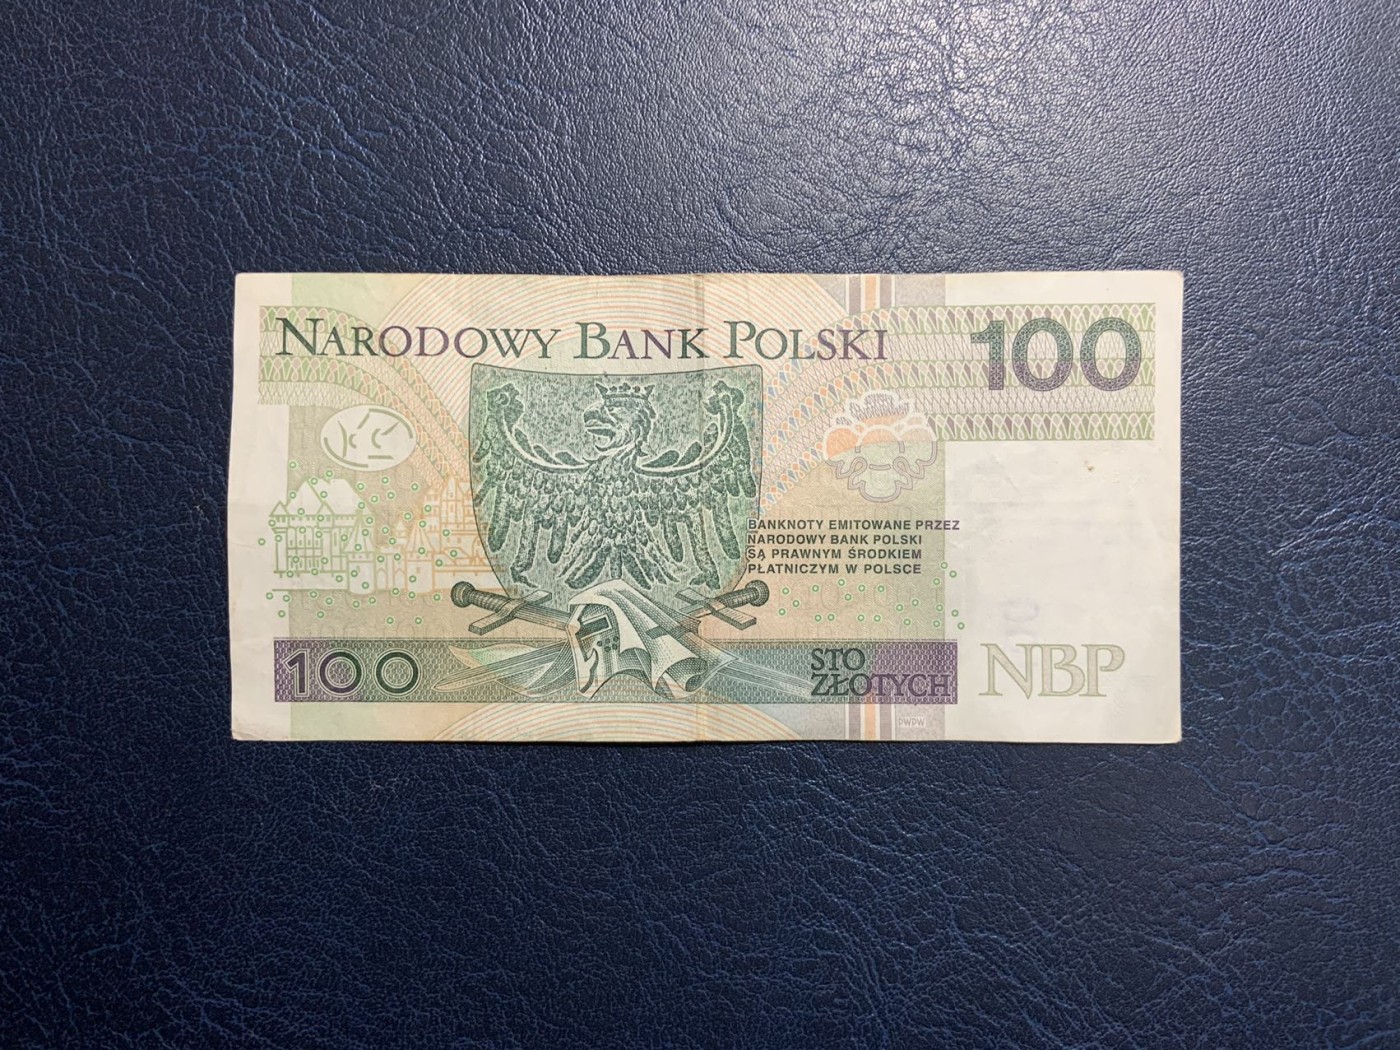 NARODOWY BANK POLSKI
100
BANKNOTY EMITOWANE PRZEZ
NARODOWY BANK POLSKI
SĄ PRAWNYM ŚRODKIEM
PŁATNICZYM W POLSCE
100
STO
ZŁOTYCH
NBP
PWPW